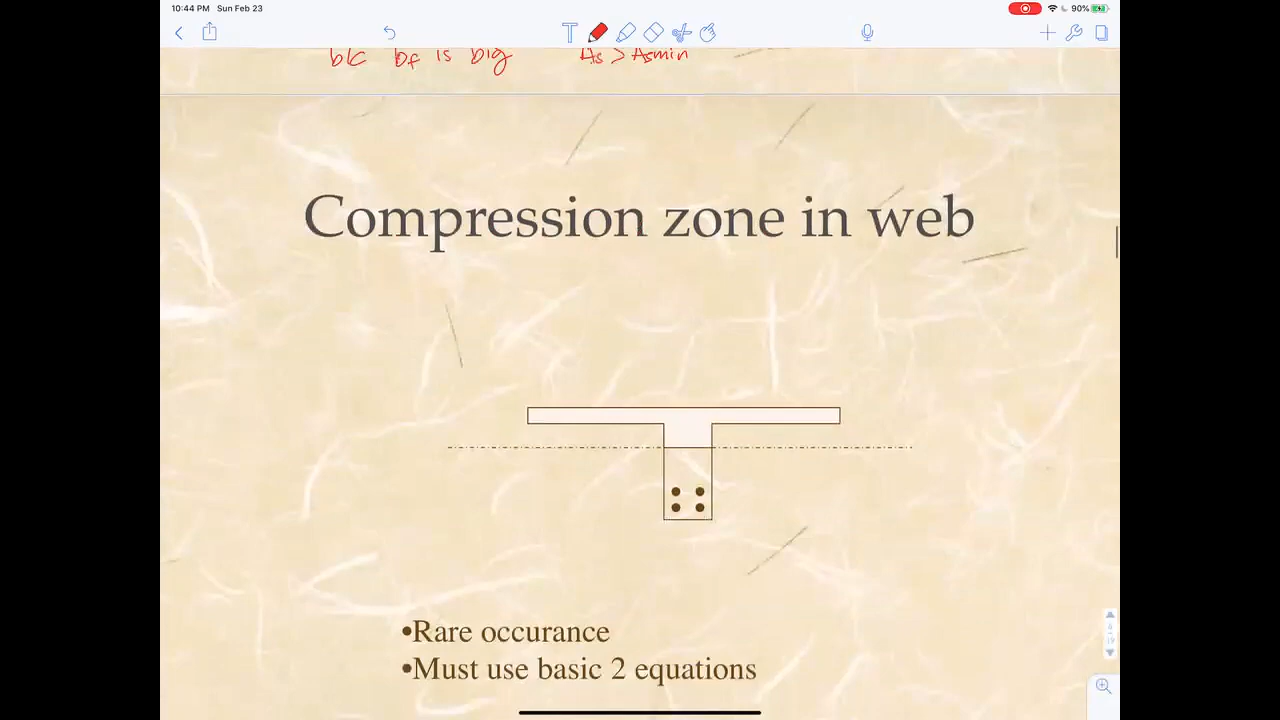 10:44 PM Sun Feb 23
90%
T
b/c bf is big As > Asmin
Compression zone in web
•Rare occurance
•Must use basic 2 equations